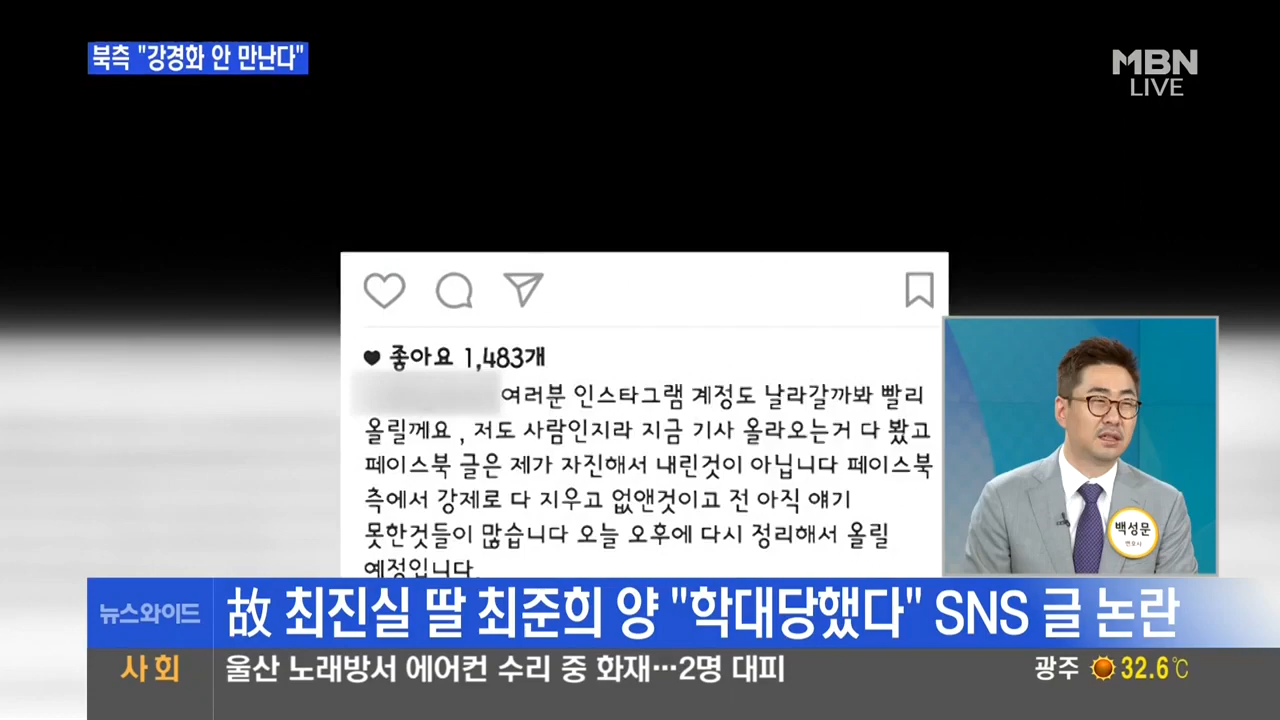 북측 "강경화 안 만난다"
MBN
LIVE
좋아요 1,483개
여러분 인스타그램 계정도 날라갈까봐 빨리
올릴께요 , 저도 사람인지라 지금 기사 올라오는거 다 봤고
페이스북 글은 제가 자진해서 내린것이 아닙니다 페이스북
측에서 강제로 다 지우고 없앤것이고 전 아직 얘기
못한것들이 많습니다 오늘 오후에 다시 정리해서 올릴
예정입니다.
백성문
변호사
뉴스와이드
故 최진실 딸 최준희 양 "학대당했다" SNS 글 논란
사회
울산 노래방서 에어컨 수리 중 화재…2명 대피
광주 32.6℃